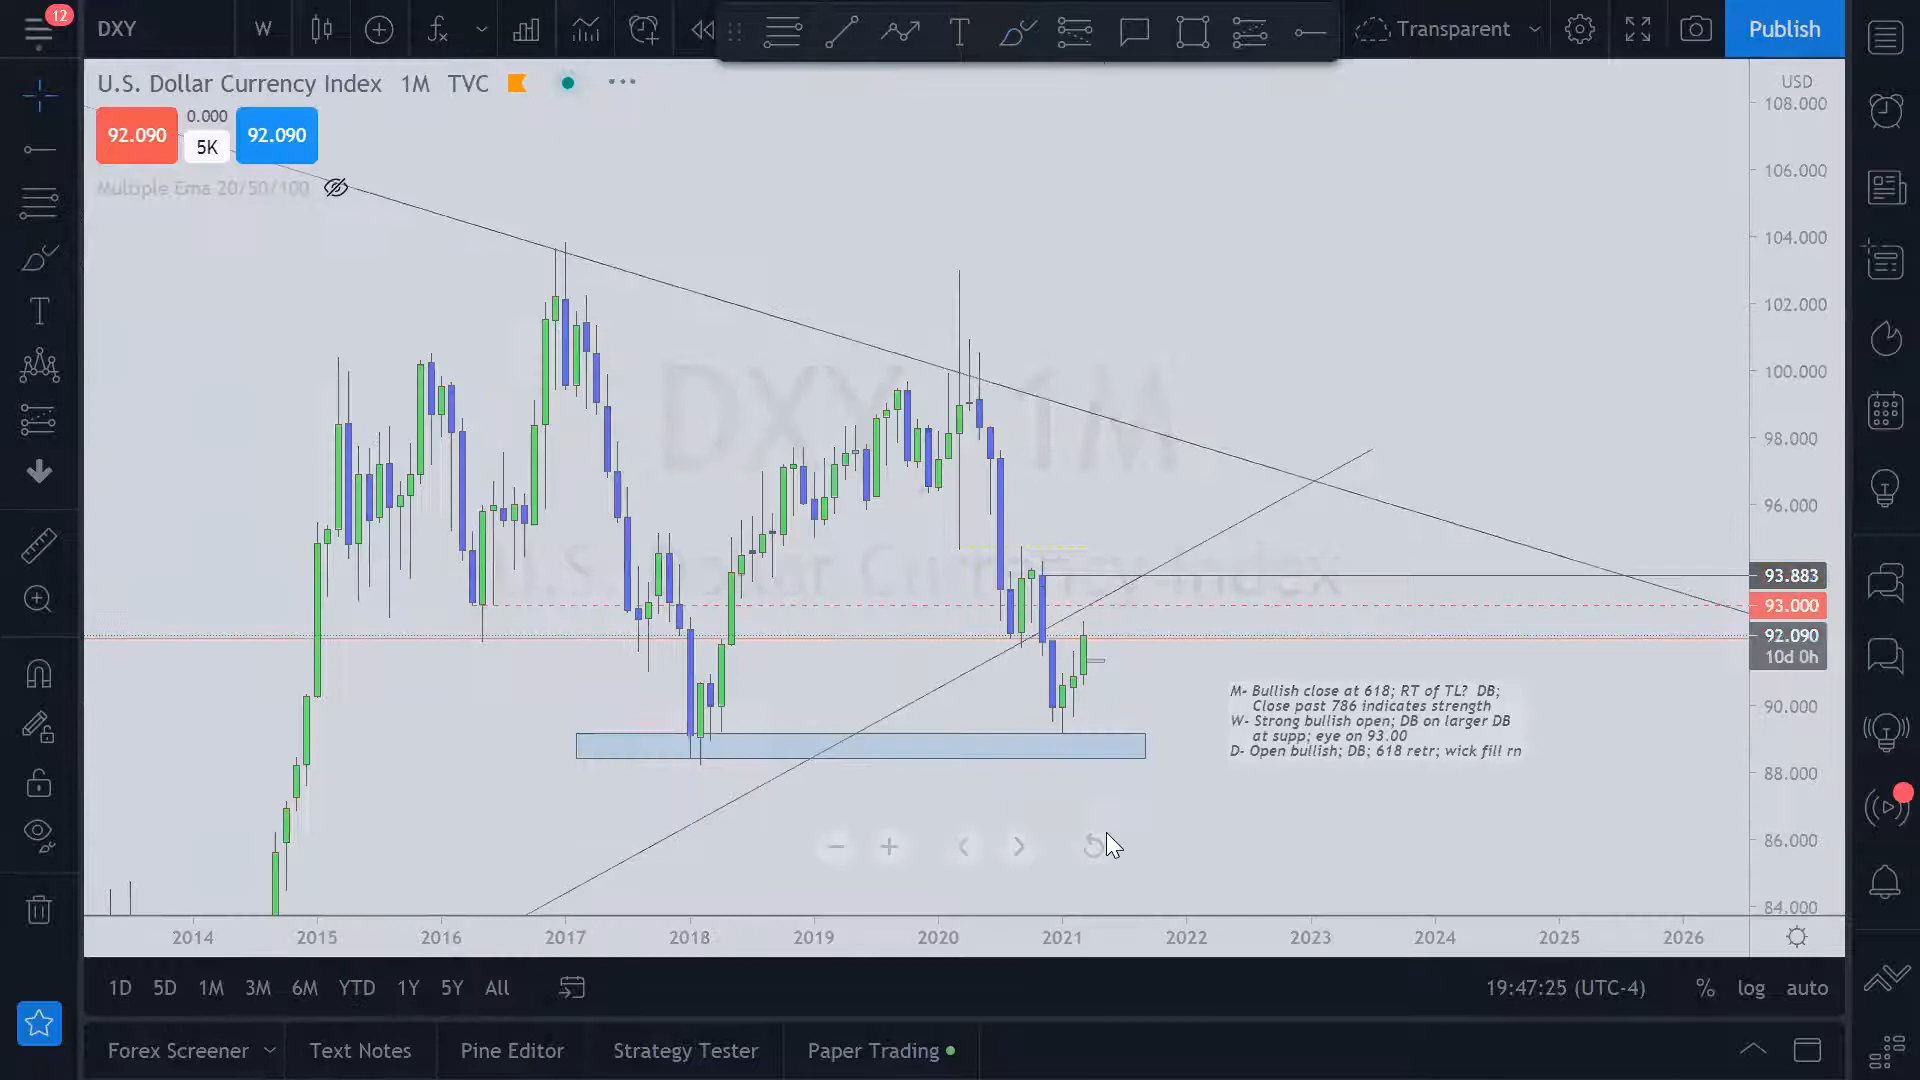 12
DXY
W
Transparent
Publish
U.S. Dollar Currency Index 1M TVC
USD
92.090
0.000
5K
92.090
Multiple Ema 20/50/100
108.000
106.000
104.000
102.000
100.000
98.000
96.000
93.883
93.000
92.090
10d 0h
90.000
88.000
86.000
84.000
DXY, 1M
U.S. Dollar Currency Index
M- Bullish close at 618; RT of TL? DB;
Close past 786 indicates strength
W- Strong bullish open; DB on larger DB
at supp; eye on 93.00
D- Open bullish; DB; 618 retr; wick fill rn
2014 2015 2016 2017 2018 2019 2020 2021 2022 2023 2024 2025 2026
1D 5D 1M 3M 6M YTD 1Y 5Y All
19:47:25 (UTC-4) % log auto
Forex Screener Text Notes Pine Editor Strategy Tester Paper Trading